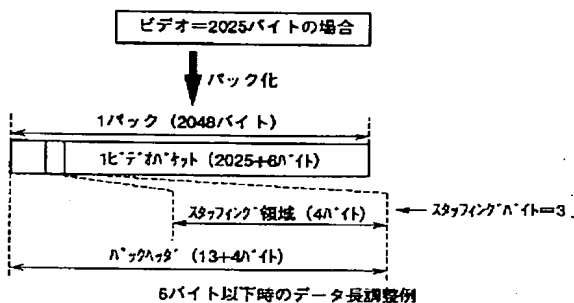 ビデオ=2025バイトの場合
パック化
1パック(2048バイト)
1ビデオパケット(2025+6バイト)
スタッフィング領域(4バイト)
スタッフィングバイト=3
パックヘッダ(13+4バイト)
6バイト以下時のデータ長調整例